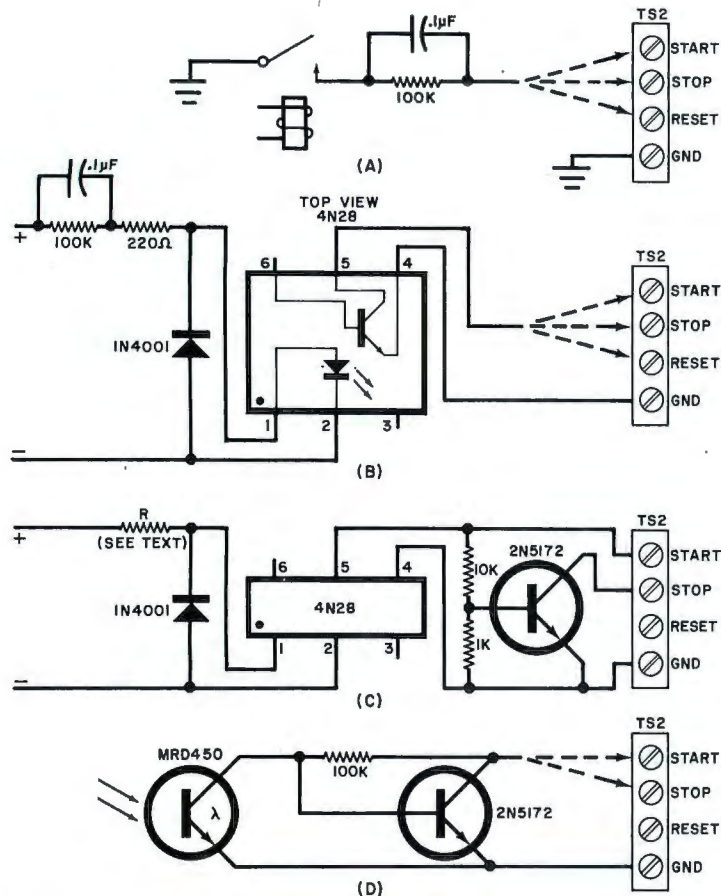 TS2
.1µF
START
100K
STOP
RESET
GND
(A)
.1µF
TOP VIEW
4N28
+
100K
220Ω
6 5 4
TS2
START
STOP
RESET
GND
1N4001
1 2 3
−
(B)
R
(SEE TEXT)
+
6 5 4
4N28
1 2 3
1N4001
10K
1K
2N5172
TS2
START
STOP
RESET
GND
−
(C)
MRD450
λ
100K
2N5172
TS2
START
STOP
RESET
GND
(D)